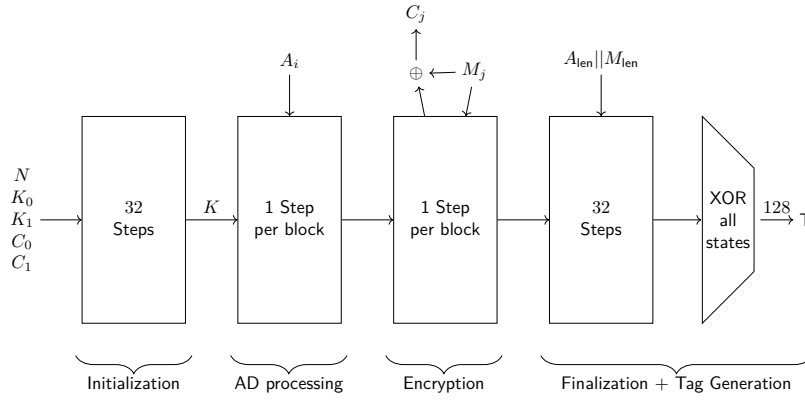 C_j
⊕
M_j
A_i
A_len||M_len
N
K_0
K_1
C_0
C_1
32
Steps
K
1 Step
per block
1 Step
per block
32
Steps
XOR
all
states
128
T
Initialization
AD processing
Encryption
Finalization + Tag Generation